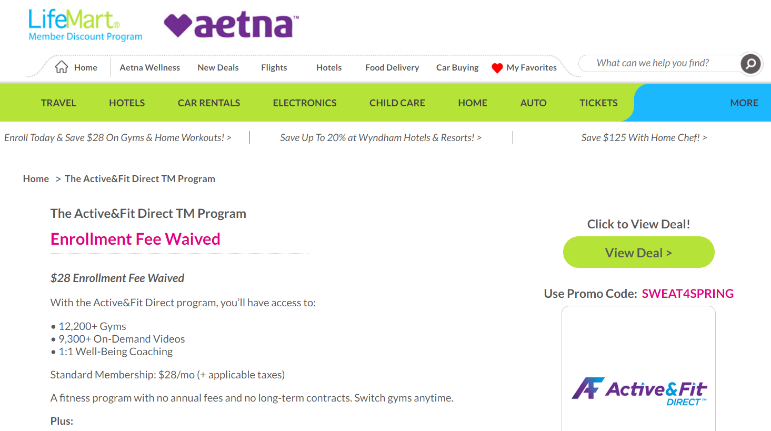 LifeMart®
Member Discount Program
aetna™
Home
Aetna Wellness
New Deals
Flights
Hotels
Food Delivery
Car Buying
My Favorites
What can we help you find?
TRAVEL
HOTELS
CAR RENTALS
ELECTRONICS
CHILD CARE
HOME
AUTO
TICKETS
MORE
Enroll Today & Save $28 On Gyms & Home Workouts! >
Save Up To 20% at Wyndham Hotels & Resorts! >
Save $125 With Home Chef! >
Home > The Active&Fit Direct TM Program
The Active&Fit Direct TM Program
Enrollment Fee Waived
$28 Enrollment Fee Waived
With the Active&Fit Direct program, you'll have access to:
• 12,200+ Gyms
• 9,300+ On-Demand Videos
• 1:1 Well-Being Coaching
Standard Membership: $28/mo (+ applicable taxes)
A fitness program with no annual fees and no long-term contracts. Switch gyms anytime.
Plus:
Click to View Deal!
View Deal >
Use Promo Code: SWEAT4SPRING
AF Active&Fit
DIRECT™